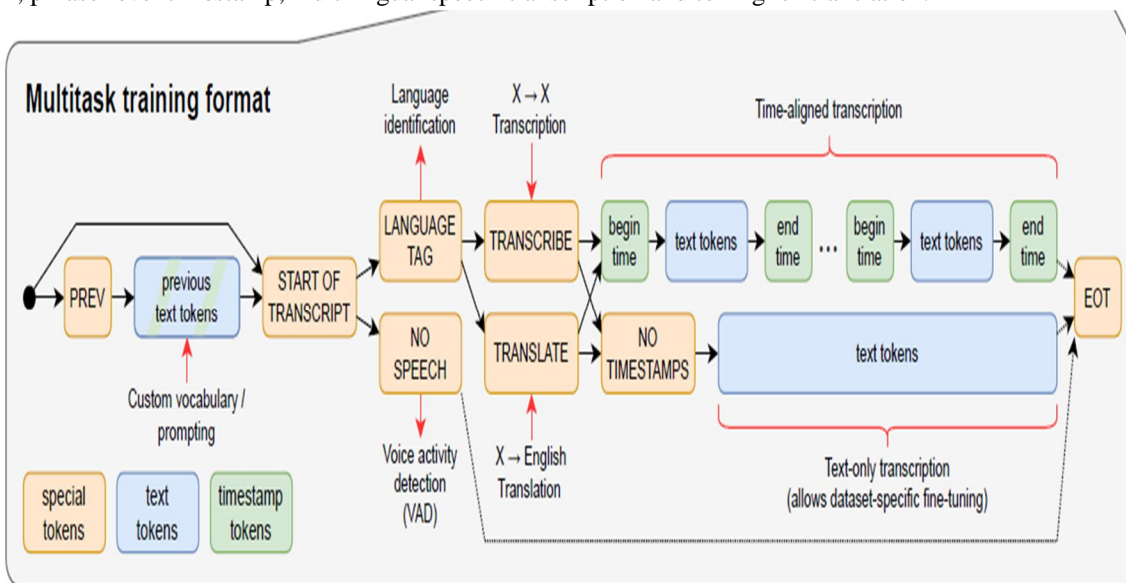 Multitask training format
Language
identification
X → X
Transcription
Time-aligned transcription
PREV
previous
text tokens
START OF
TRANSCRIPT
LANGUAGE
TAG
NO
SPEECH
TRANSCRIBE
TRANSLATE
begin
time
text tokens
end
time
...
begin
time
text tokens
end
time
NO
TIMESTAMPS
text tokens
EOT
Custom vocabulary /
prompting
Voice activity
detection
(VAD)
X → English
Translation
Text-only transcription
(allows dataset-specific fine-tuning)
special
tokens
text
tokens
timestamp
tokens